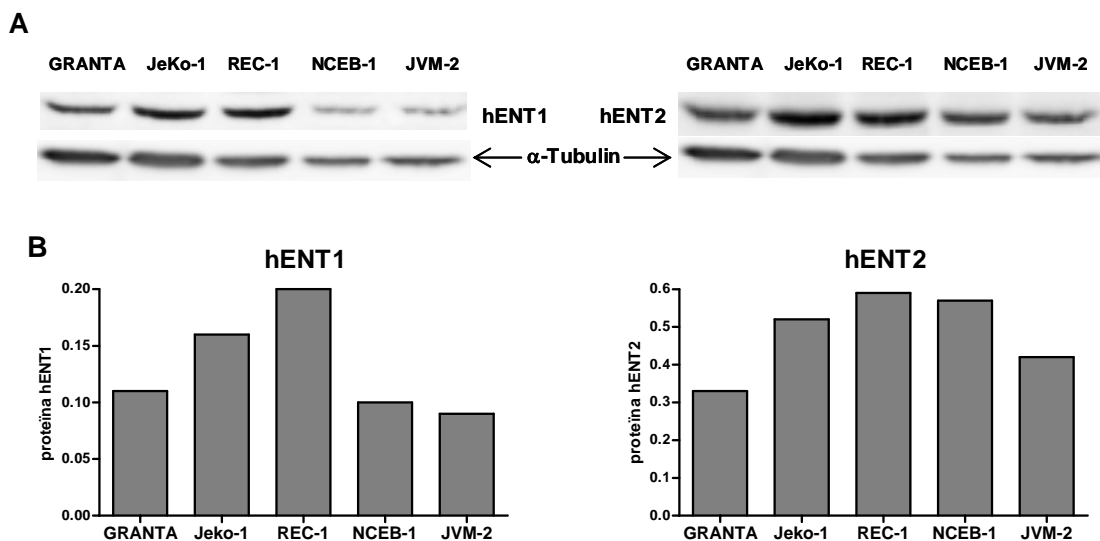 A
GRANTA JeKo-1 REC-1 NCEB-1 JVM-2
GRANTA JeKo-1 REC-1 NCEB-1 JVM-2
hENT1 hENT2
α-Tubulin
B
hENT1
proteïna hENT1
0.20
0.15
0.10
0.05
0.00
GRANTA Jeko-1 REC-1 NCEB-1 JVM-2
hENT2
proteïna hENT2
0.6
0.5
0.4
0.3
0.2
0.1
0.0
GRANTA Jeko-1 REC-1 NCEB-1 JVM-2